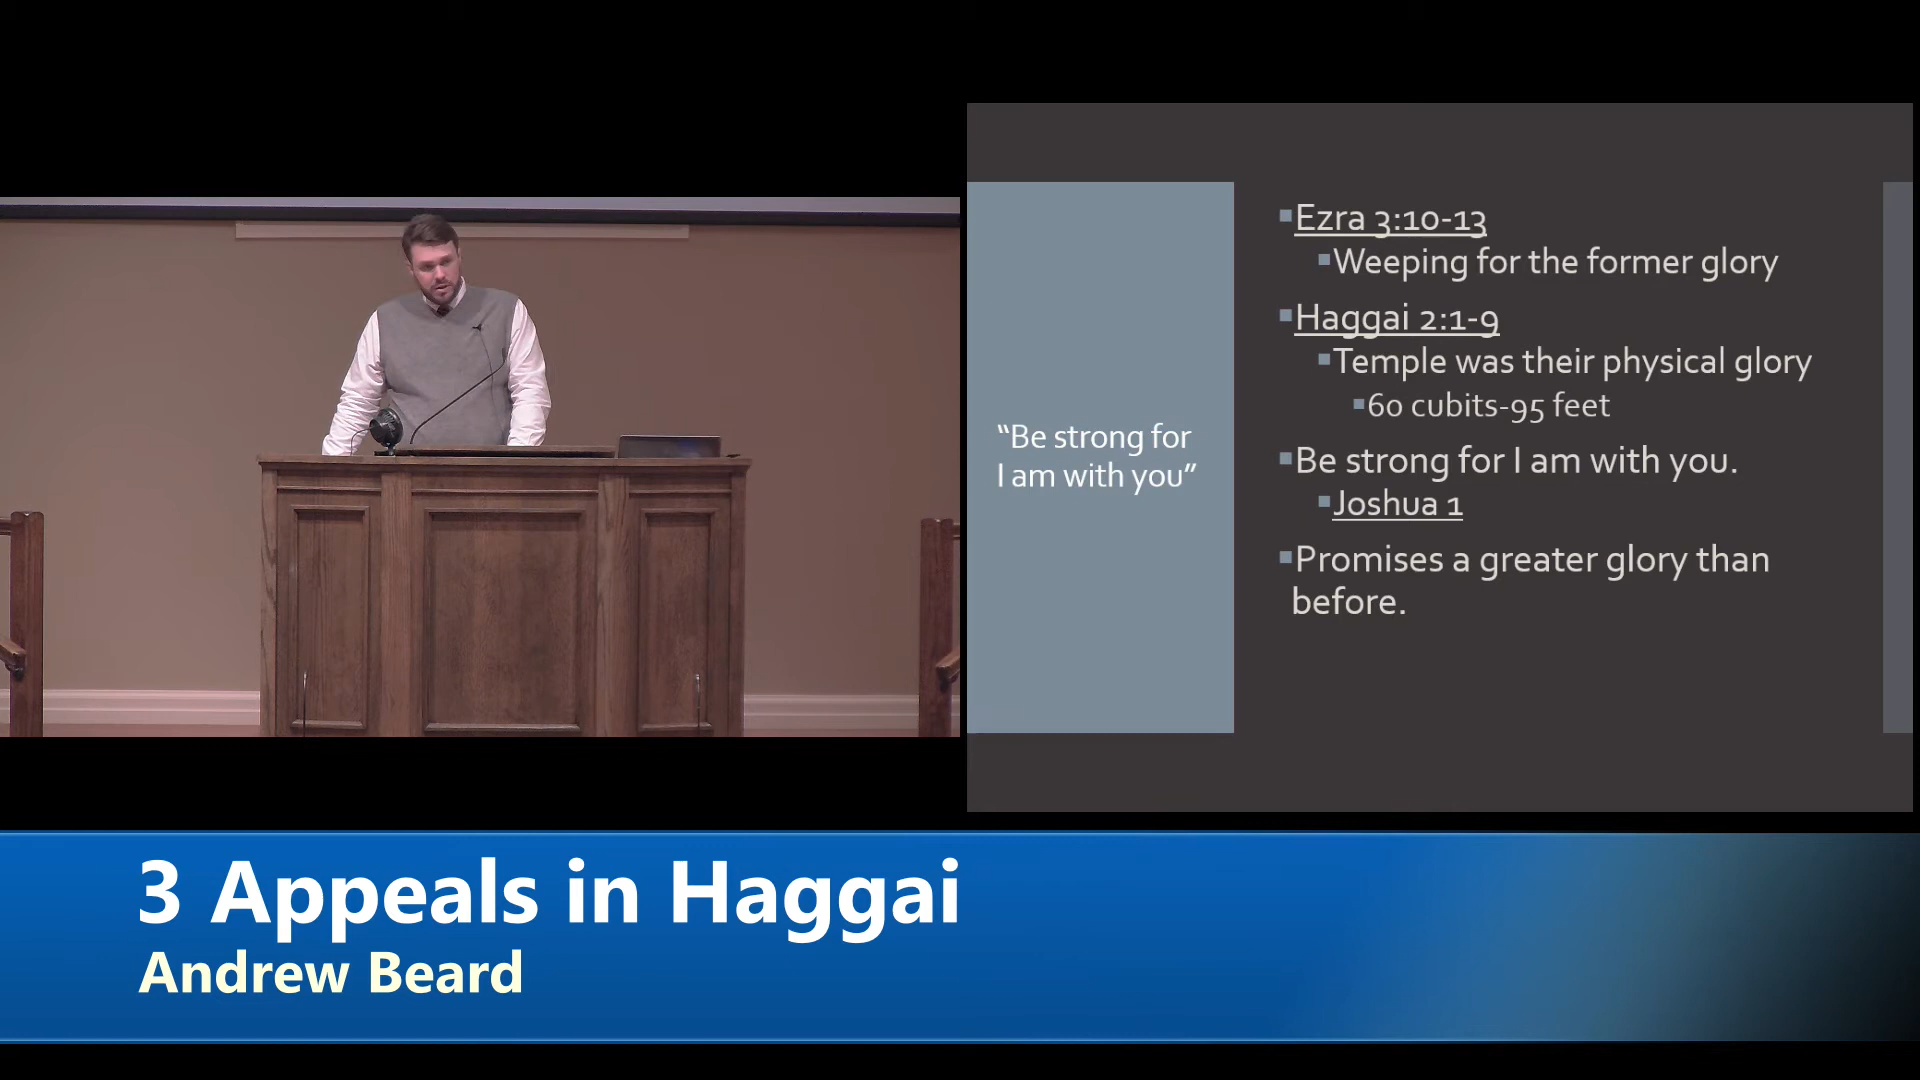 "Be strong for
I am with you"
Ezra 3:10-13
Weeping for the former glory
Haggai 2:1-9
Temple was their physical glory
60 cubits-95 feet
Be strong for I am with you.
Joshua 1
Promises a greater glory than
before.
3 Appeals in Haggai
Andrew Beard